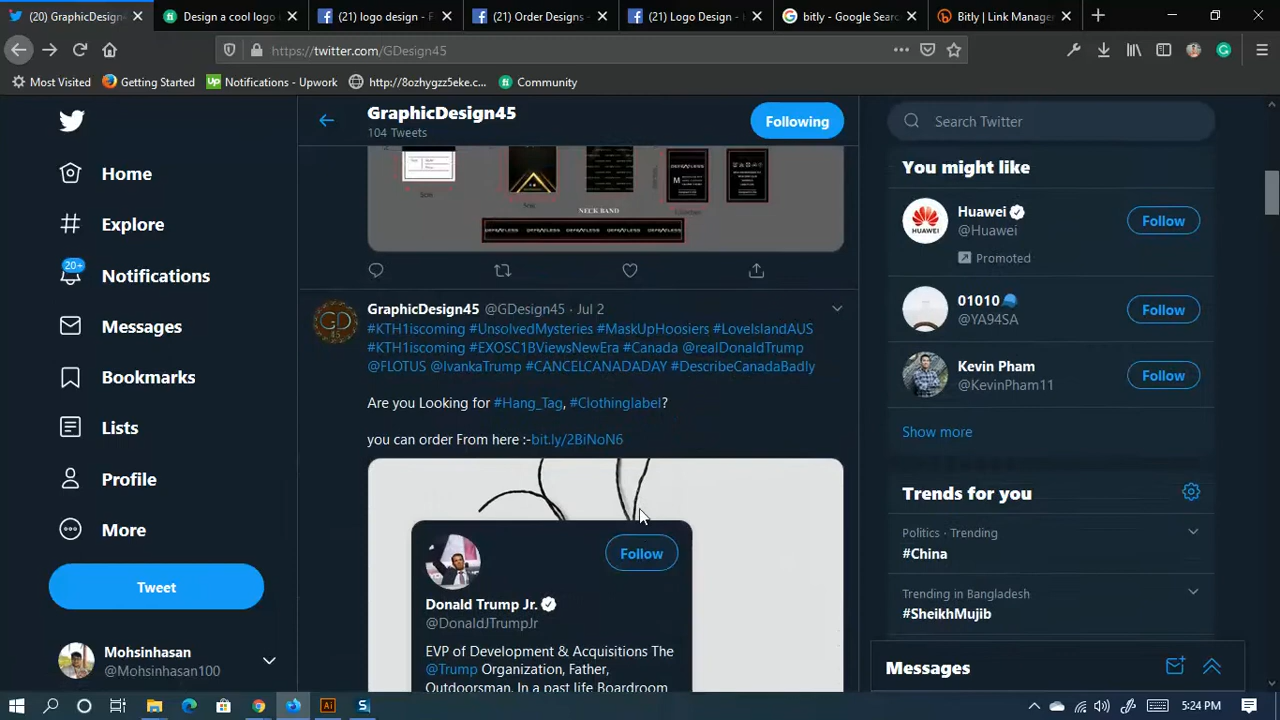 (20) GraphicDesign
Design a cool logo
(21) logo design - F
(21) Order Designs -
(21) Logo Design -
bitly - Google Searc
Bitly | Link Manage
https://twitter.com/GDesign45
Most Visited
Getting Started
Notifications - Upwork
http://8ozhygzz5eke.c...
Community
Home
Explore
20+
Notifications
Messages
Bookmarks
Lists
Profile
More
Tweet
Mohsinhasan
@Mohsinhasan100
GraphicDesign45
104 Tweets
Following
NECK BAND
GraphicDesign45 @GDesign45 · Jul 2
#KTH1iscoming #UnsolvedMysteries #MaskUpHoosiers #LoveIslandAUS
#KTH1iscoming #EXOSC1BViewsNewEra #Canada @realDonaldTrump
@FLOTUS @IvankaTrump #CANCELCANADADAY #DescribeCanadaBadly
Are you Looking for #Hang_Tag, #Clothinglabel?
you can order From here :-bit.ly/2BiNoN6
Follow
Donald Trump Jr.
@DonaldJTrumpJr
EVP of Development & Acquisitions The
@Trump Organization, Father,
Outdoorsman, In a past life Boardroom
Search Twitter
You might like
Huawei
@Huawei
Follow
Promoted
01010
@YA94SA
Follow
Kevin Pham
@KevinPham11
Follow
Show more
Trends for you
Politics · Trending
#China
Trending in Bangladesh
#SheikhMujib
Messages
5:24 PM